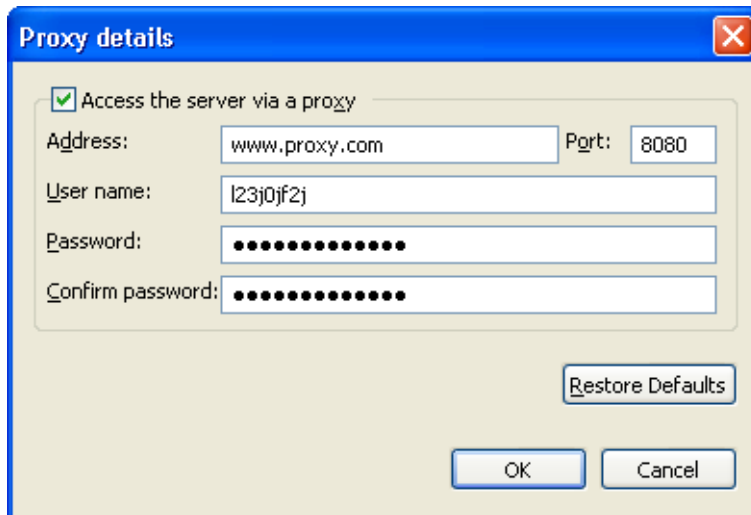 Proxy details
Access the server via a proxy
Address: www.proxy.com Port: 8080
User name: l23j0jf2j
Password: •••••••••••••
Confirm password: •••••••••••••
Restore Defaults
OK Cancel